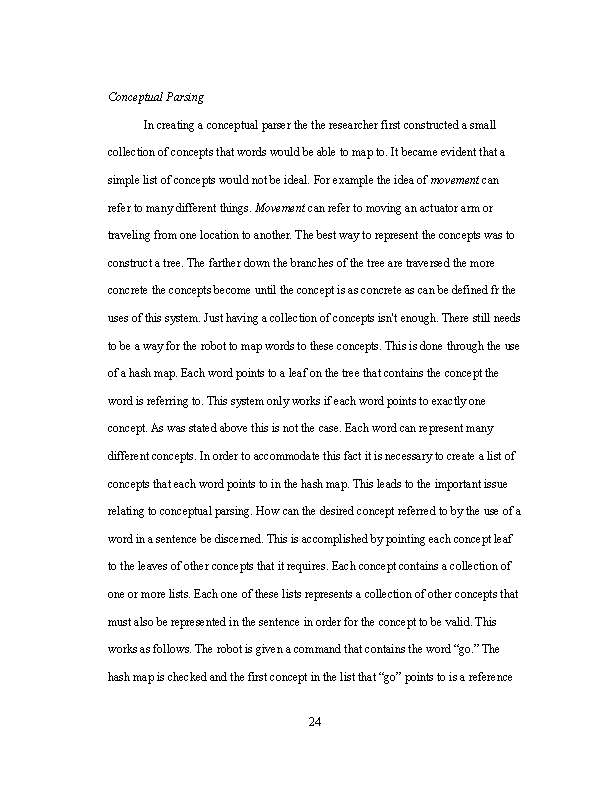 Conceptual Parsing
In creating a conceptual parser the the researcher first constructed a small
collection of concepts that words would be able to map to. It became evident that a
simple list of concepts would not be ideal. For example the idea of movement can
refer to many different things. Movement can refer to moving an actuator arm or
traveling from one location to another. The best way to represent the concepts was to
construct a tree. The farther down the branches of the tree are traversed the more
concrete the concepts become until the concept is as concrete as can be defined fr the
uses of this system. Just having a collection of concepts isn't enough. There still needs
to be a way for the robot to map words to these concepts. This is done through the use
of a hash map. Each word points to a leaf on the tree that contains the concept the
word is referring to. This system only works if each word points to exactly one
concept. As was stated above this is not the case. Each word can represent many
different concepts. In order to accommodate this fact it is necessary to create a list of
concepts that each word points to in the hash map. This leads to the important issue
relating to conceptual parsing. How can the desired concept referred to by the use of a
word in a sentence be discerned. This is accomplished by pointing each concept leaf
to the leaves of other concepts that it requires. Each concept contains a collection of
one or more lists. Each one of these lists represents a collection of other concepts that
must also be represented in the sentence in order for the concept to be valid. This
works as follows. The robot is given a command that contains the word “go.” The
hash map is checked and the first concept in the list that “go” points to is a reference
24